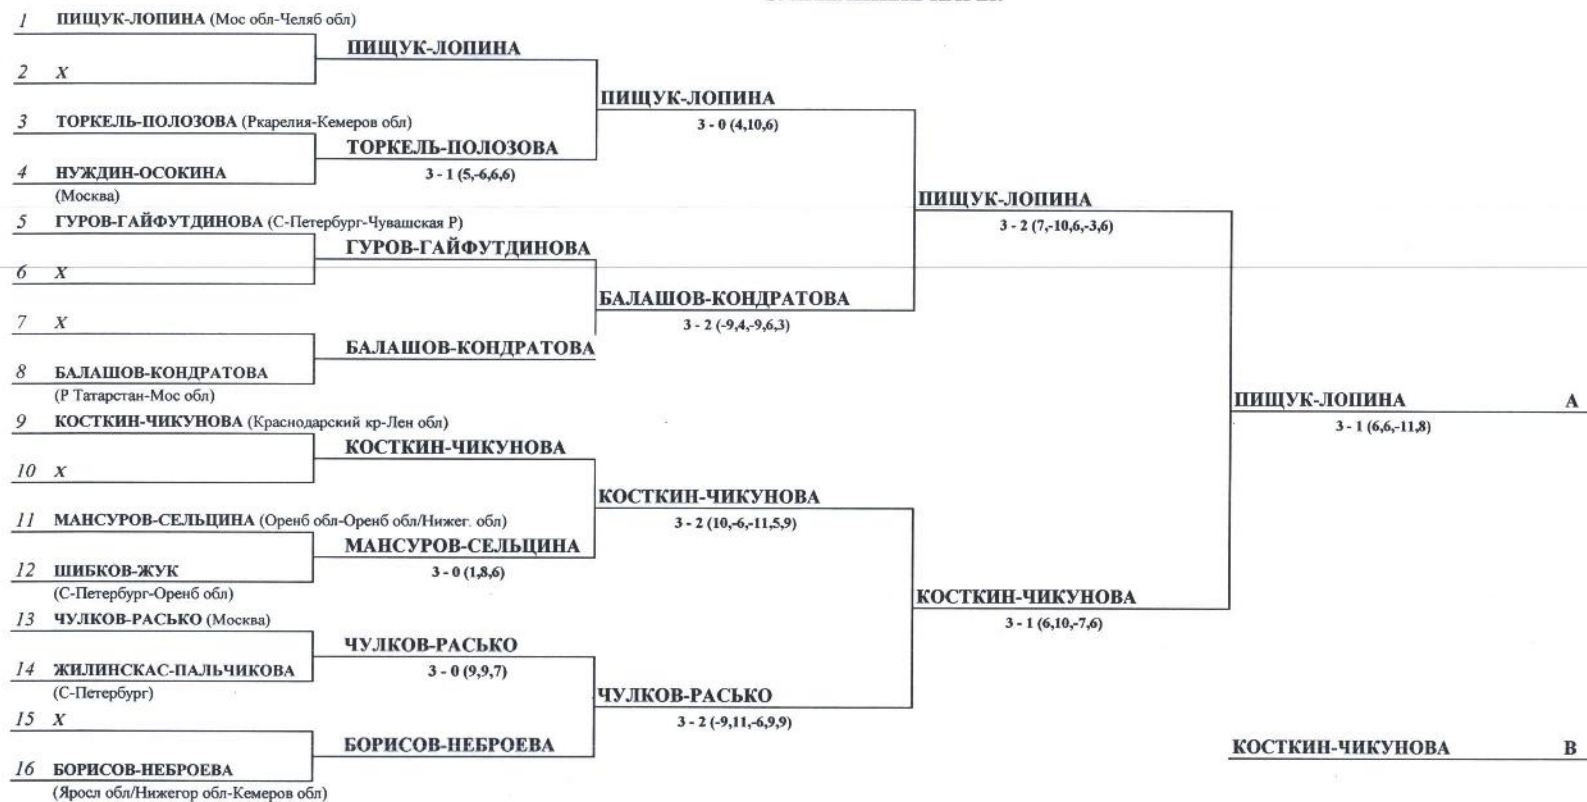 1 ПИЩУК-ЛОПИНА (Мос обл-Челяб обл)
ПИЩУК-ЛОПИНА
2 X
ПИЩУК-ЛОПИНА
3 ТОРКЕЛЬ-ПОЛОЗОВА (Ркарелия-Кемеров обл)
3 - 0 (4,10,6)
ТОРКЕЛЬ-ПОЛОЗОВА
4 НУЖДИН-ОСОКИНА
3 - 1 (5,-6,6,6)
(Москва)
ПИЩУК-ЛОПИНА
5 ГУРОВ-ГАЙФУТДИНОВА (С-Петербург-Чувашская Р)
3 - 2 (7,-10,6,-3,6)
ГУРОВ-ГАЙФУТДИНОВА
6 X
БАЛАШОВ-КОНДРАТОВА
7 X
3 - 2 (-9,4,-9,6,3)
БАЛАШОВ-КОНДРАТОВА
8 БАЛАШОВ-КОНДРАТОВА
(Р Татарстан-Мос обл)
ПИЩУК-ЛОПИНА A
9 КОСТКИН-ЧИКУНОВА (Краснодарский кр-Лен обл)
3 - 1 (6,6,-11,8)
КОСТКИН-ЧИКУНОВА
10 X
КОСТКИН-ЧИКУНОВА
11 МАНСУРОВ-СЕЛЬЦИНА (Оренб обл-Оренб обл/Нижег. обл)
3 - 2 (10,-6,-11,5,9)
МАНСУРОВ-СЕЛЬЦИНА
12 ШИБКОВ-ЖУК
3 - 0 (1,8,6)
(С-Петербург-Оренб обл)
КОСТКИН-ЧИКУНОВА
13 ЧУЛКОВ-РАСЬКО (Москва)
3 - 1 (6,10,-7,6)
ЧУЛКОВ-РАСЬКО
14 ЖИЛИНСКАС-ПАЛЬЧИКОВА
3 - 0 (9,9,7)
(С-Петербург)
ЧУЛКОВ-РАСЬКО
15 X
3 - 2 (-9,11,-6,9,9)
БОРИСОВ-НЕБРОЕВА
КОСТКИН-ЧИКУНОВА B
16 БОРИСОВ-НЕБРОЕВА
(Яросл обл/Нижегор обл-Кемеров обл)